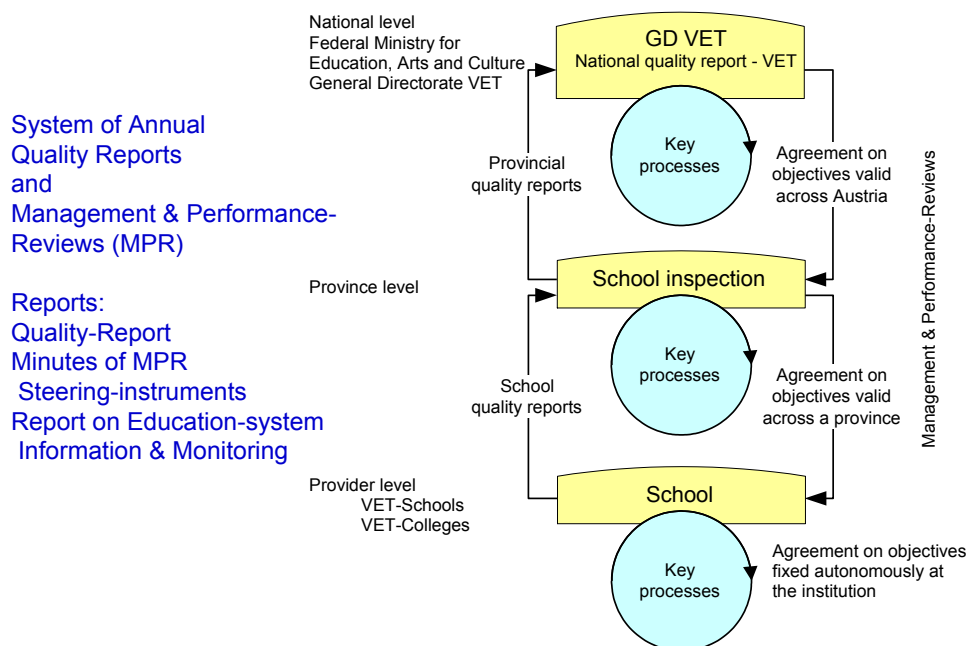 System of Annual
Quality Reports
and
Management & Performance-
Reviews (MPR)
Reports:
Quality-Report
Minutes of MPR
Steering-instruments
Report on Education-system
Information & Monitoring
National level
Federal Ministry for
Education, Arts and Culture
General Directorate VET
GD VET
National quality report - VET
Key
processes
Provincial
quality reports
Agreement on
objectives valid
across Austria
Province level
School inspection
Key
processes
School
quality reports
Agreement on
objectives valid
across a province
Provider level
VET-Schools
VET-Colleges
School
Key
processes
Agreement on objectives
fixed autonomously at
the institution
Management & Performance-Reviews